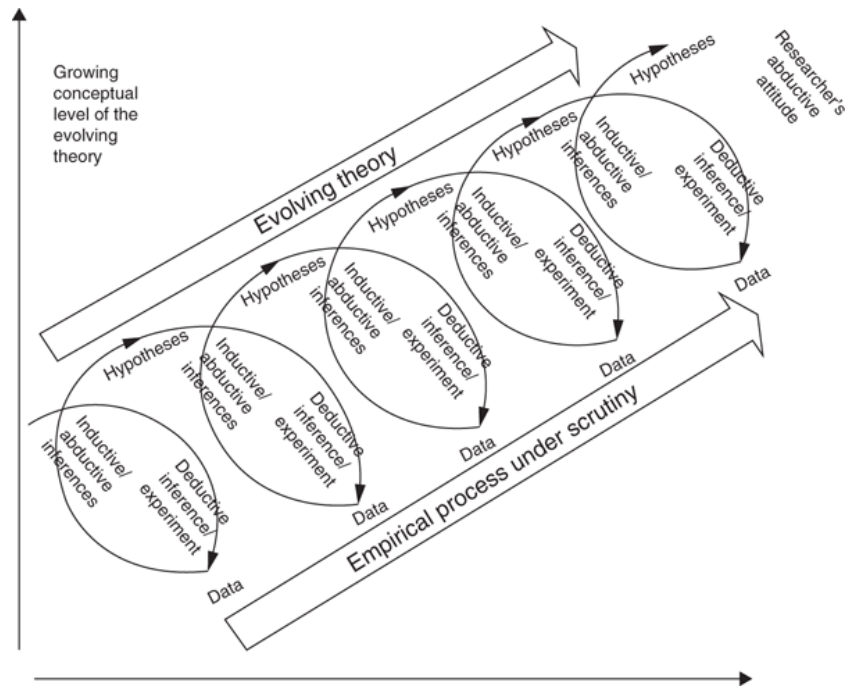 Growing
conceptual
level of the
evolving
theory
Evolving theory
Hypotheses
Researcher's
abductive
attitude
Inductive/
abductive
inferences
Deductive
inference/
experiment
Data
Hypotheses
Inductive/
abductive
inferences
Deductive
inference/
experiment
Data
Hypotheses
Inductive/
abductive
inferences
Deductive
inference/
experiment
Data
Hypotheses
Inductive/
abductive
inferences
Deductive
inference/
experiment
Data
Hypotheses
Inductive/
abductive
inferences
Deductive
inference/
experiment
Data
Empirical process under scrutiny